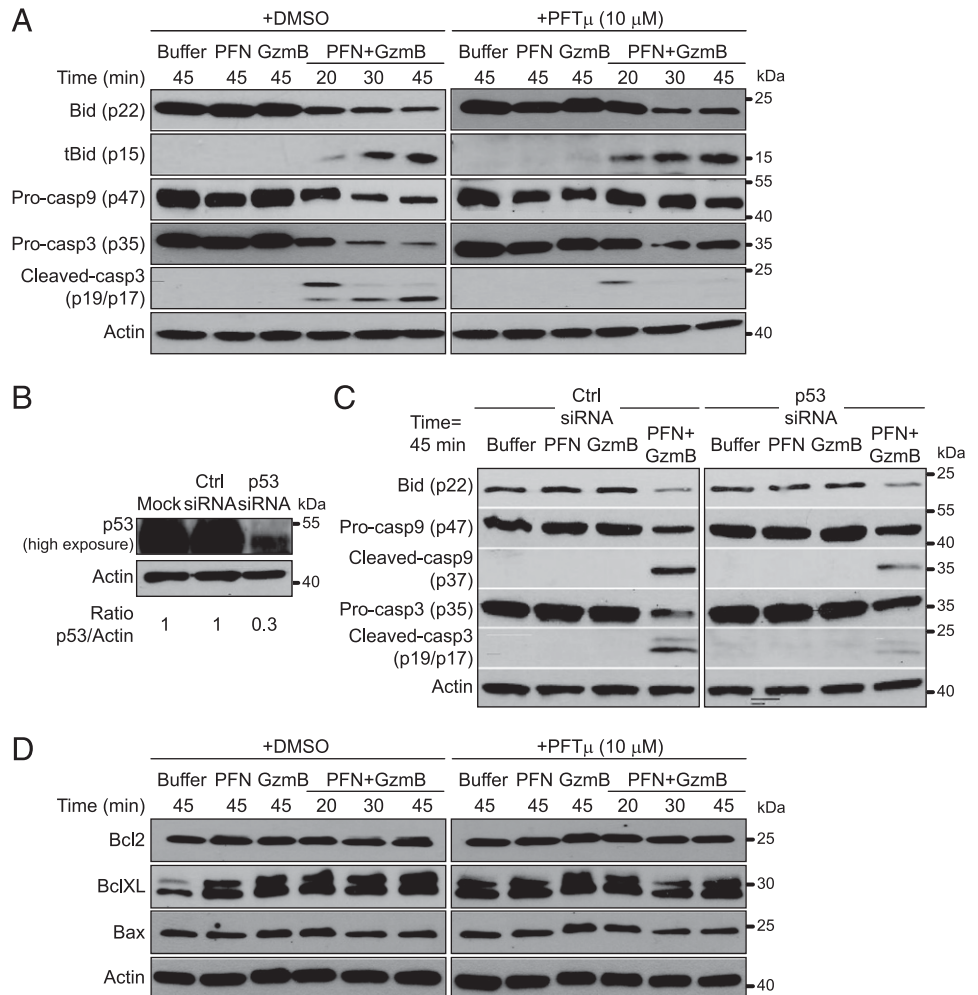 A
+DMSO +PFTμ (10 μM)
Buffer PFN GzmB PFN+GzmB Buffer PFN GzmB PFN+GzmB
Time (min) 45 45 45 20 30 45 45 45 45 20 30 45 kDa
Bid (p22) 25
tBid (p15) 15
Pro-casp9 (p47) 55
40
Pro-casp3 (p35) 35
Cleaved-casp3 25
(p19/p17)
Actin 40
B
Mock Ctrl siRNA p53 siRNA kDa
p53 55
(high exposure)
Actin 40
Ratio
p53/Actin 1 1 0.3
C
Ctrl siRNA p53 siRNA
Time=
45 min Buffer PFN GzmB PFN+ GzmB Buffer PFN GzmB PFN+ GzmB kDa
Bid (p22) 25
Pro-casp9 (p47) 55
40
Cleaved-casp9
(p37) 35
Pro-casp3 (p35) 35
Cleaved-casp3 25
(p19/p17)
Actin 40
D
+DMSO +PFTμ (10 μM)
Buffer PFN GzmB PFN+GzmB Buffer PFN GzmB PFN+GzmB
Time (min) 45 45 45 20 30 45 45 45 45 20 30 45 kDa
Bcl2 25
BclXL 30
Bax 25
Actin 40